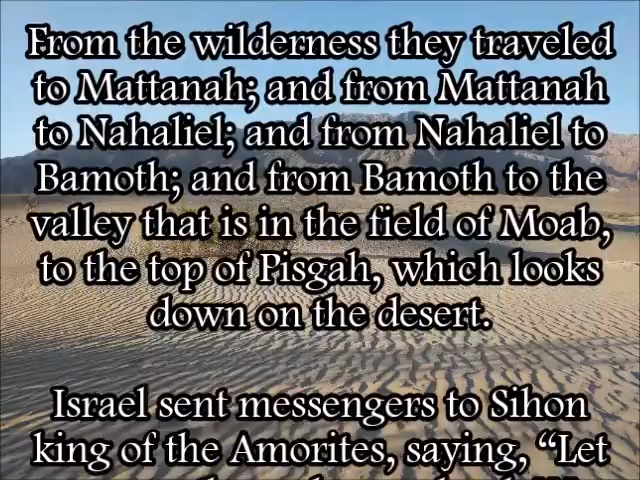 From the wilderness they traveled
to Mattanah; and from Mattanah
to Nahaliel; and from Nahaliel to
Bamoth; and from Bamoth to the
valley that is in the field of Moab,
to the top of Pisgah, which looks
down on the desert.
Israel sent messengers to Sihon
king of the Amorites, saying, “Let